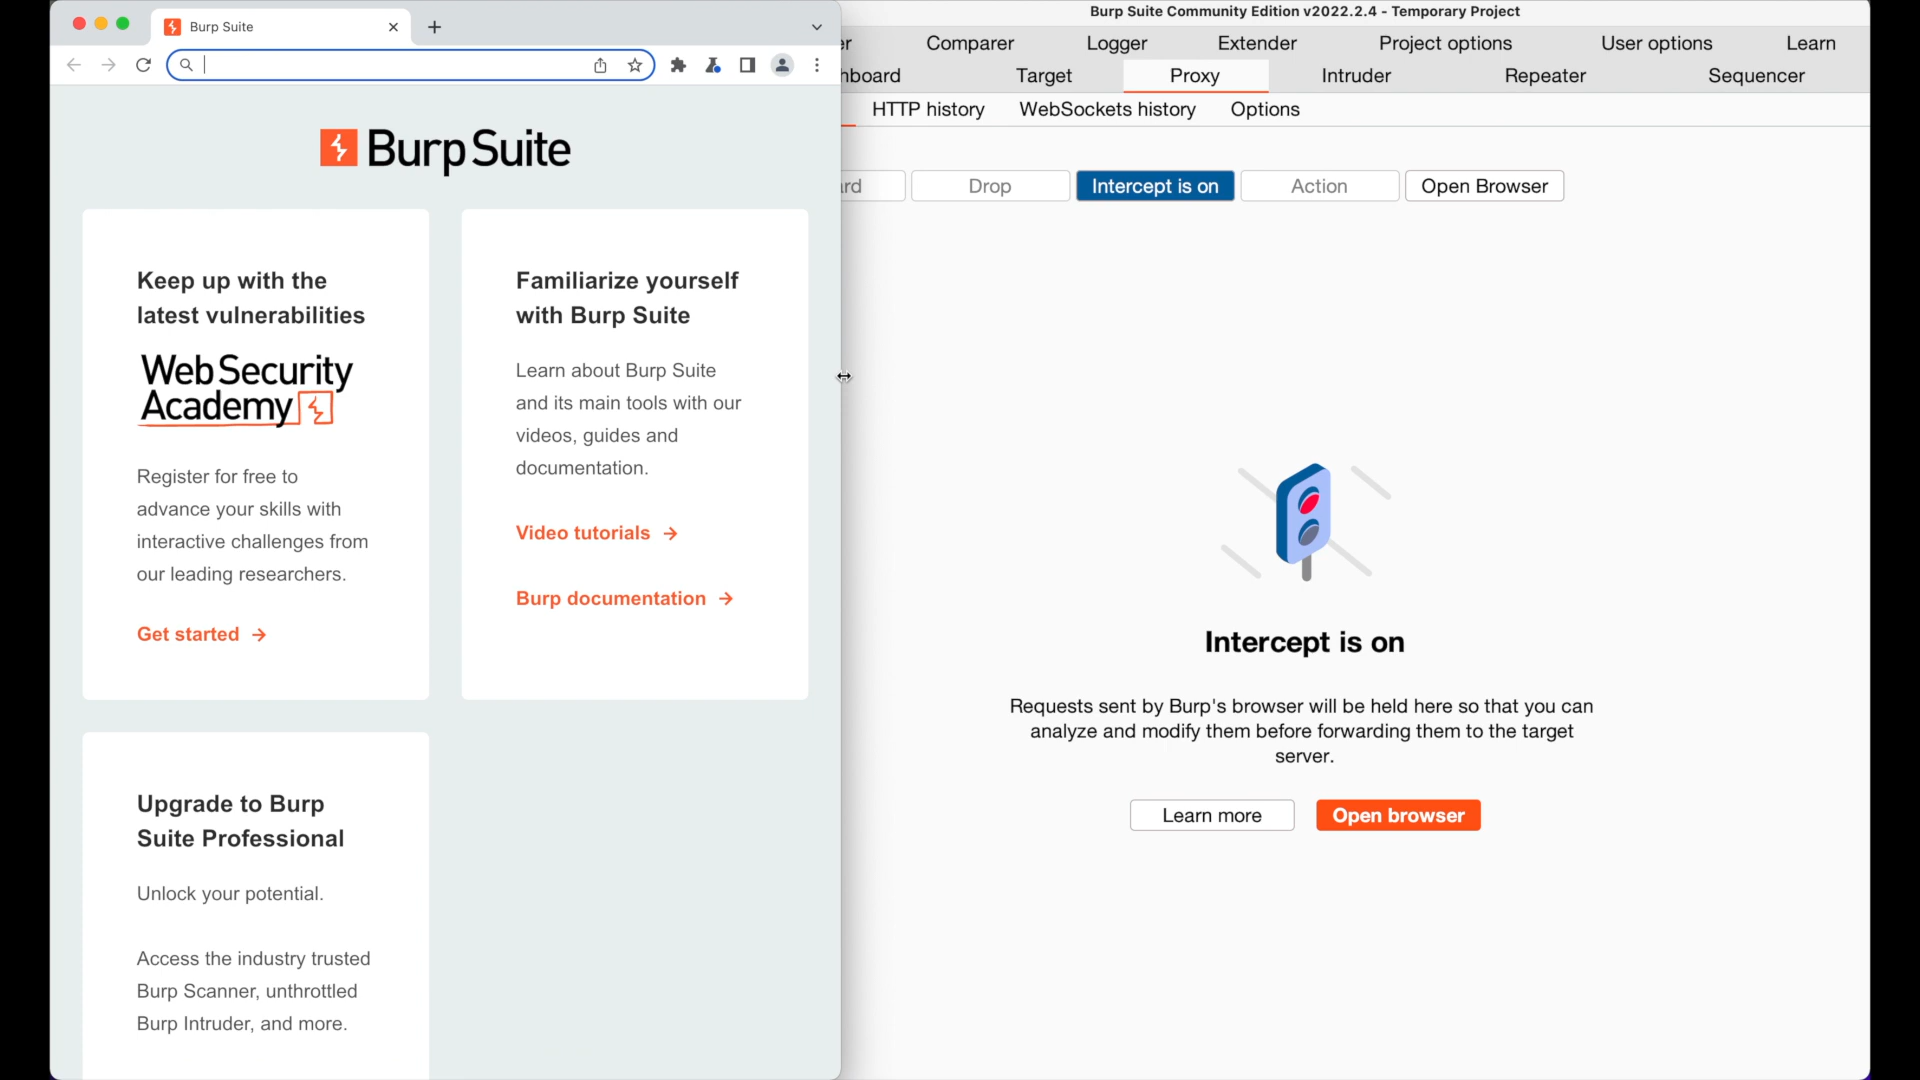 Burp Suite
Burp Suite
Keep up with the
latest vulnerabilities
Web Security
Academy
Register for free to
advance your skills with
interactive challenges from
our leading researchers.
Get started
Familiarize yourself
with Burp Suite
Learn about Burp Suite
and its main tools with our
videos, guides and
documentation.
Video tutorials
Burp documentation
Upgrade to Burp
Suite Professional
Unlock your potential.
Access the industry trusted
Burp Scanner, unthrottled
Burp Intruder, and more.
Burp Suite Community Edition v2022.2.4 - Temporary Project
er Comparer Logger Extender Project options User options Learn
hboard Target Proxy Intruder Repeater Sequencer
HTTP history WebSockets history Options
ard Drop Intercept is on Action Open Browser
Intercept is on
Requests sent by Burp's browser will be held here so that you can
analyze and modify them before forwarding them to the target
server.
Learn more Open browser